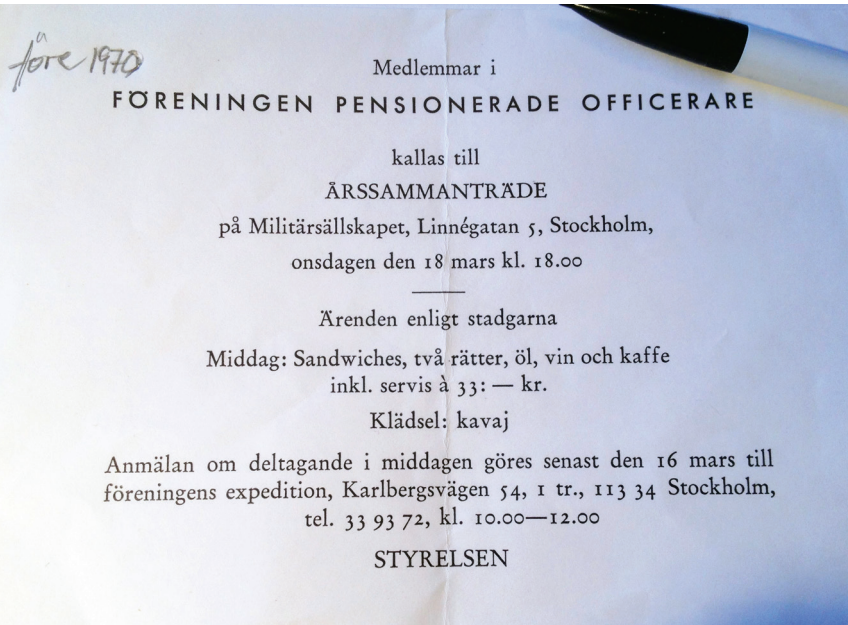 före 1970
Medlemmar i
FÖRENINGEN PENSIONERADE OFFICERARE
kallas till
ÅRSSAMMANTRÄDE
på Militärsällskapet, Linnégatan 5, Stockholm,
onsdagen den 18 mars kl. 18.00
Ärenden enligt stadgarna
Middag: Sandwiches, två rätter, öl, vin och kaffe
inkl. servis à 33: — kr.
Klädsel: kavaj
Anmälan om deltagande i middagen göres senast den 16 mars till
föreningens expedition, Karlbergsvägen 54, 1 tr., 113 34 Stockholm,
tel. 33 93 72, kl. 10.00—12.00
STYRELSEN